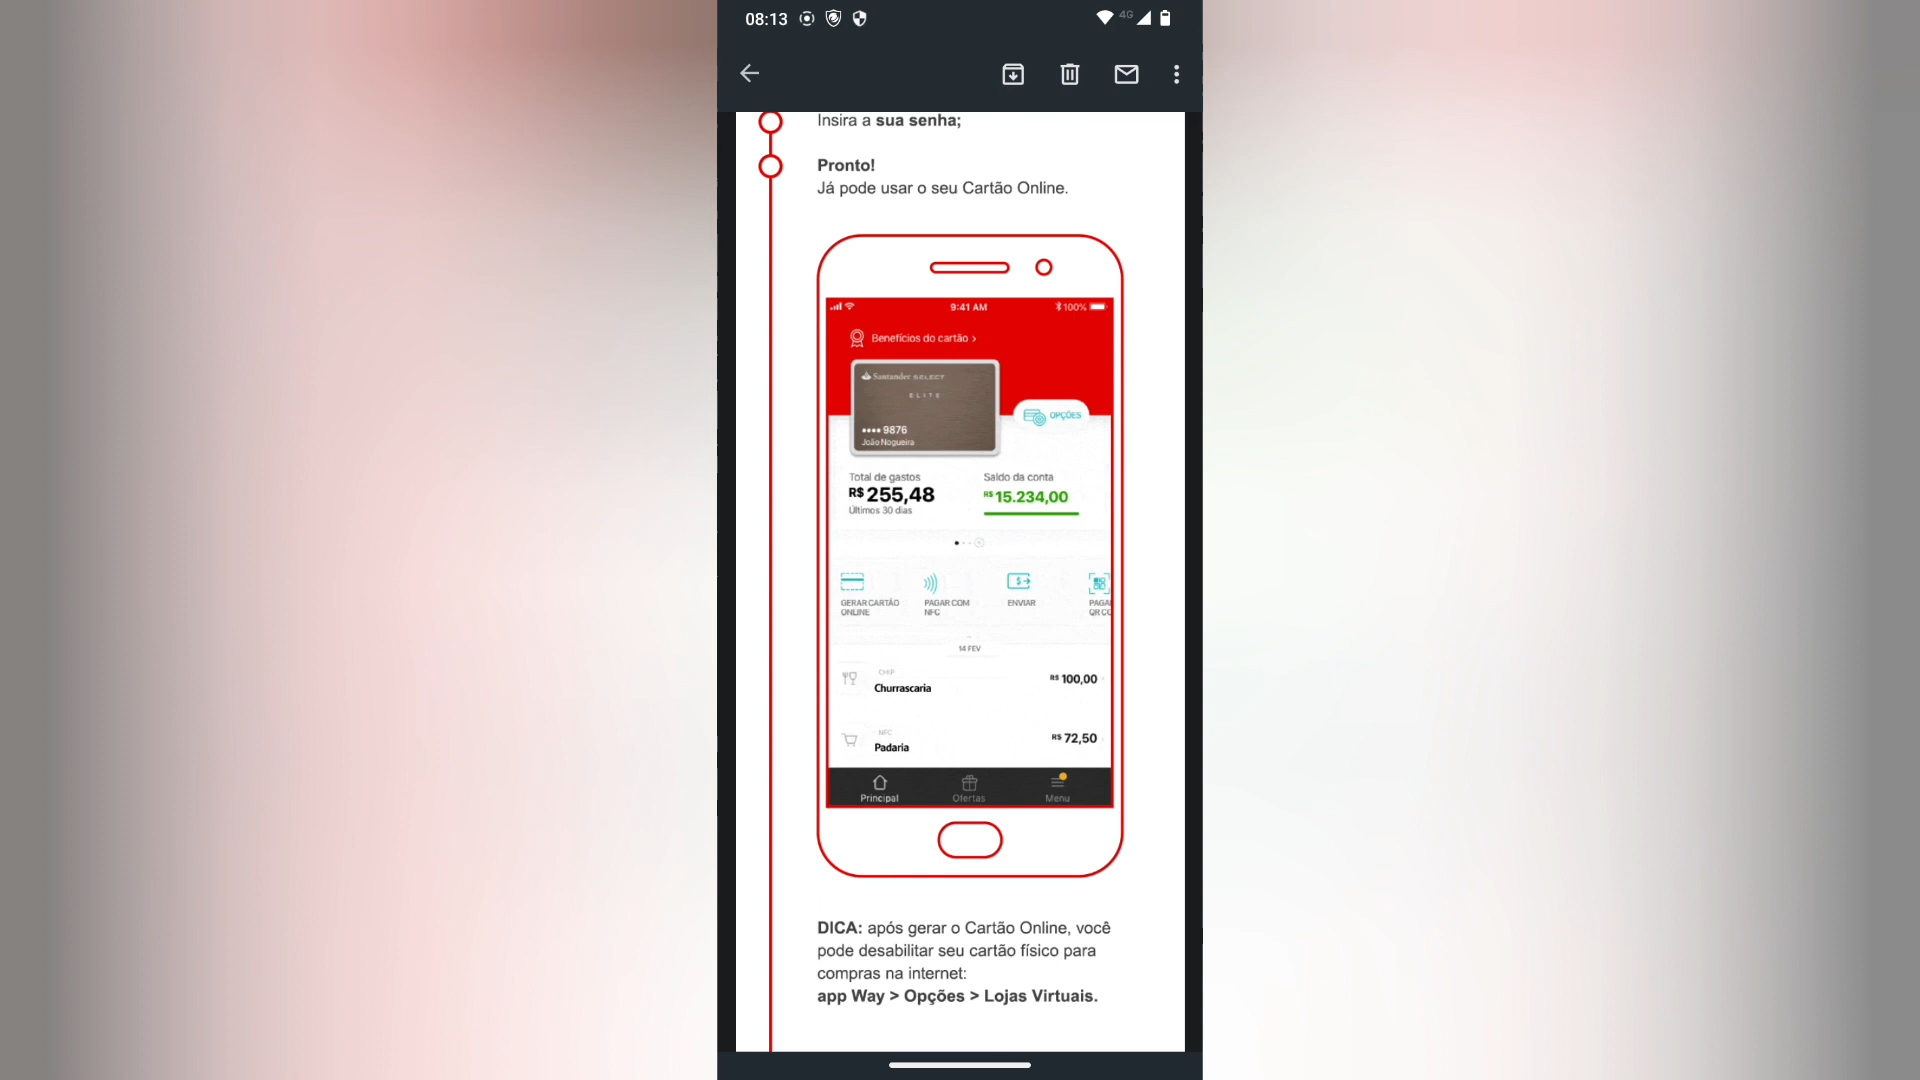 08:13
4G
Insira a sua senha;
Pronto!
Já pode usar o seu Cartão Online.
9:41 AM
100%
Benefícios do cartão ›
Santander SELECT
ELITE
•••• 9876
João Nogueira
OPÇÕES
Total de gastos
R$ 255,48
Últimos 30 dias
Saldo da conta
R$ 15.234,00
GERAR CARTÃO
ONLINE
PAGAR COM
NFC
ENVIAR
PAGA
QR CO
14 FEV
CHIP
Churrascaria
R$ 100,00
NFC
Padaria
R$ 72,50
Principal
Ofertas
Menu
DICA: após gerar o Cartão Online, você
pode desabilitar seu cartão físico para
compras na internet:
app Way > Opções > Lojas Virtuais.